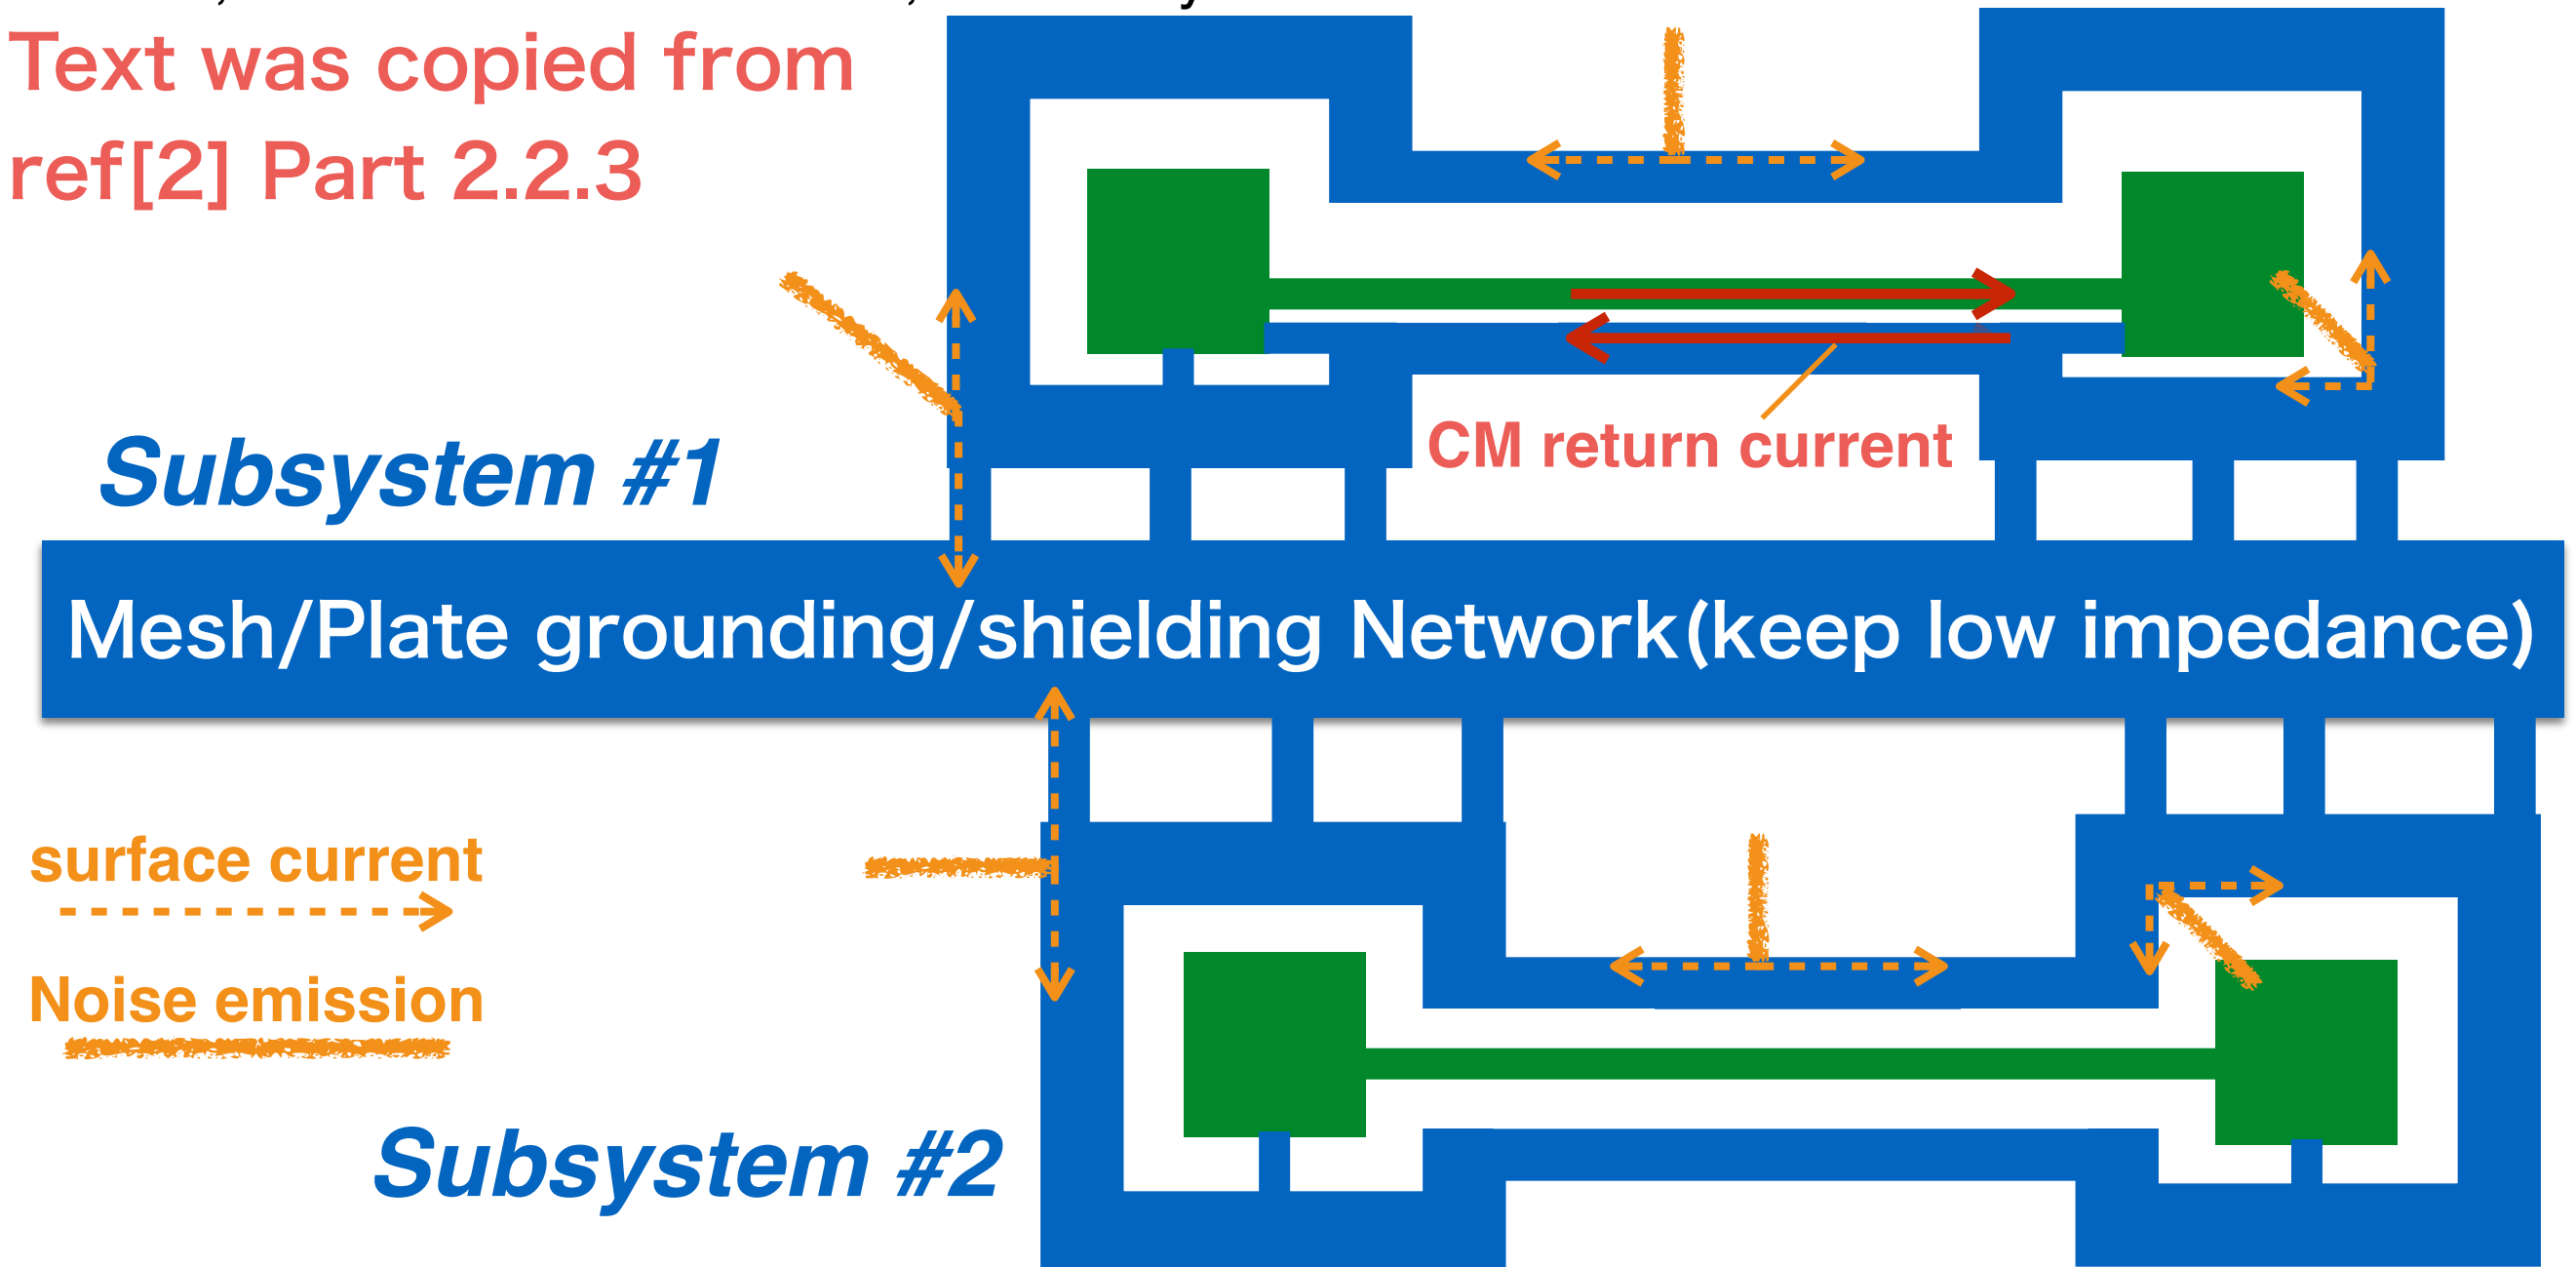 Text was copied from
ref[2] Part 2.2.3
CM return current
Subsystem #1
Mesh/Plate grounding/shielding Network(keep low impedance)
surface current
Noise emission
Subsystem #2